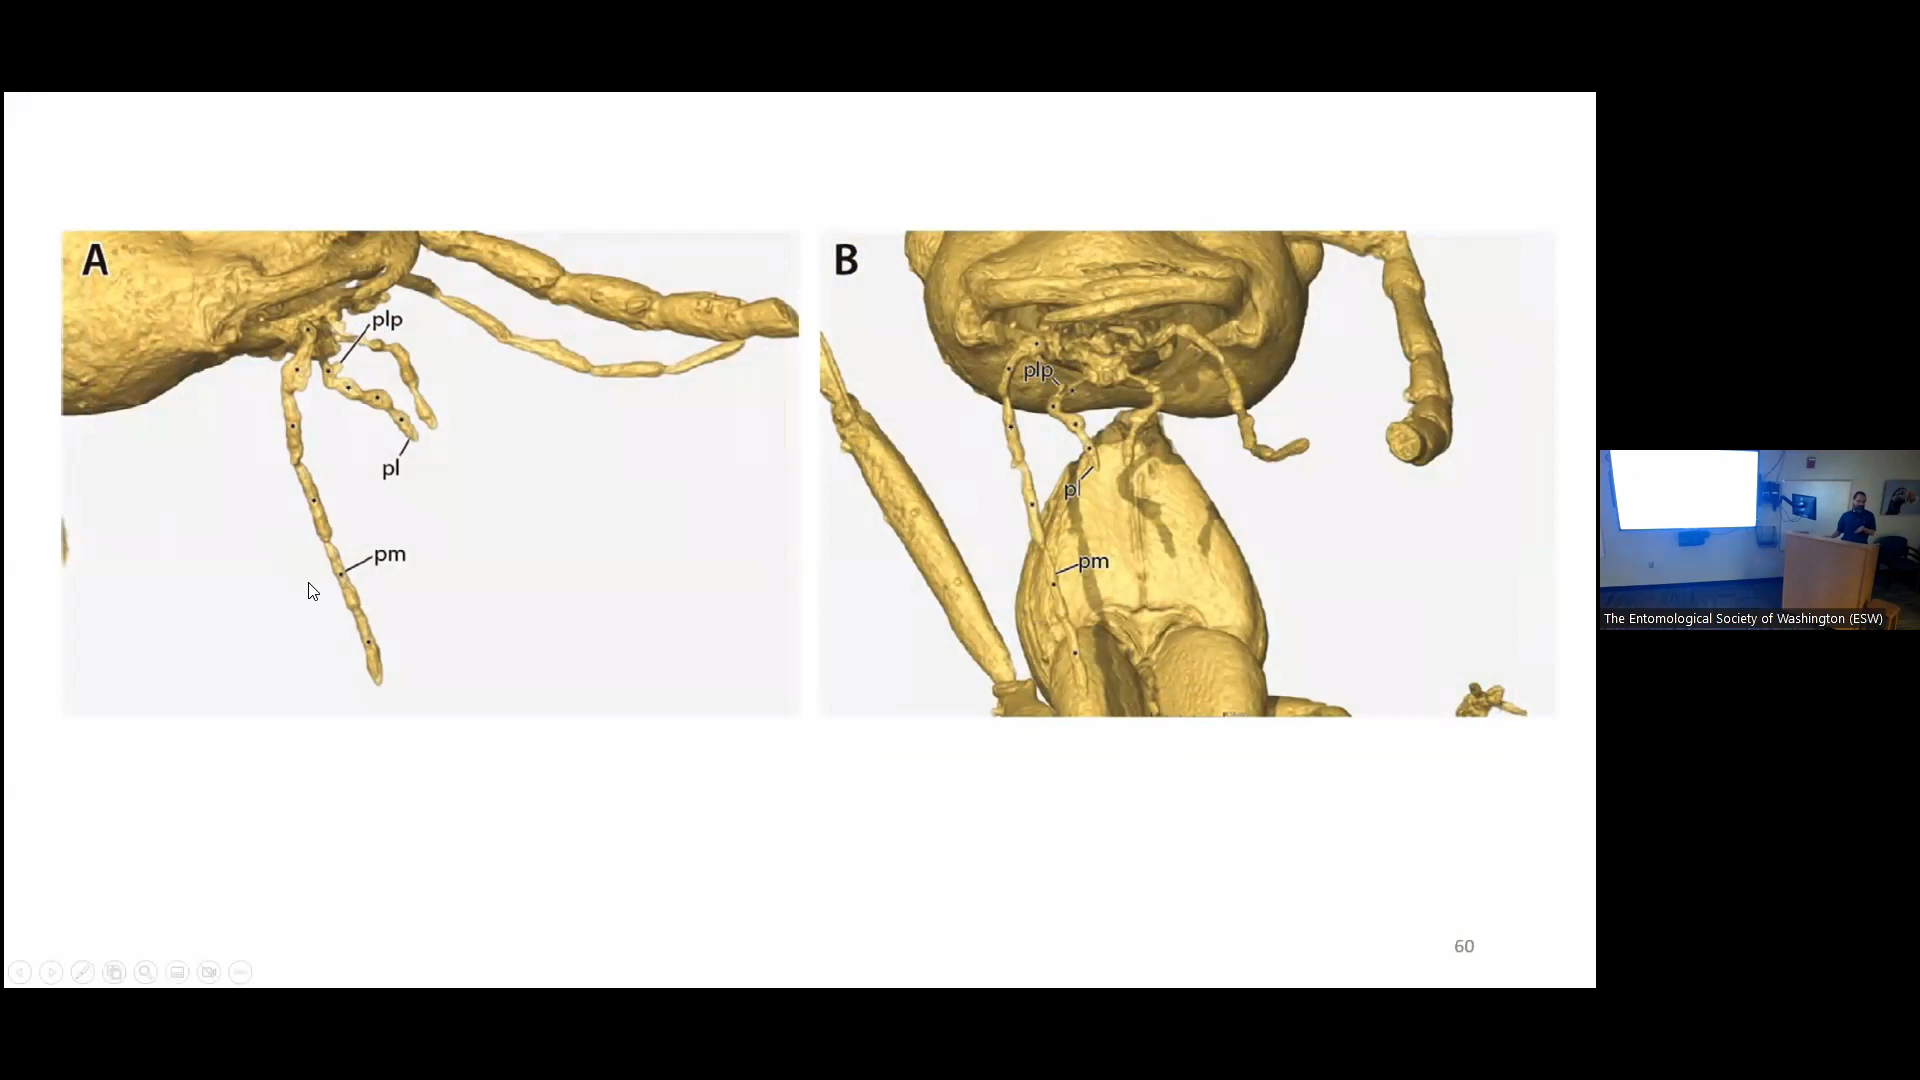 A
plp
pl
pm
B
plp
pl
pm
60
The Entomological Society of Washington (ESW)